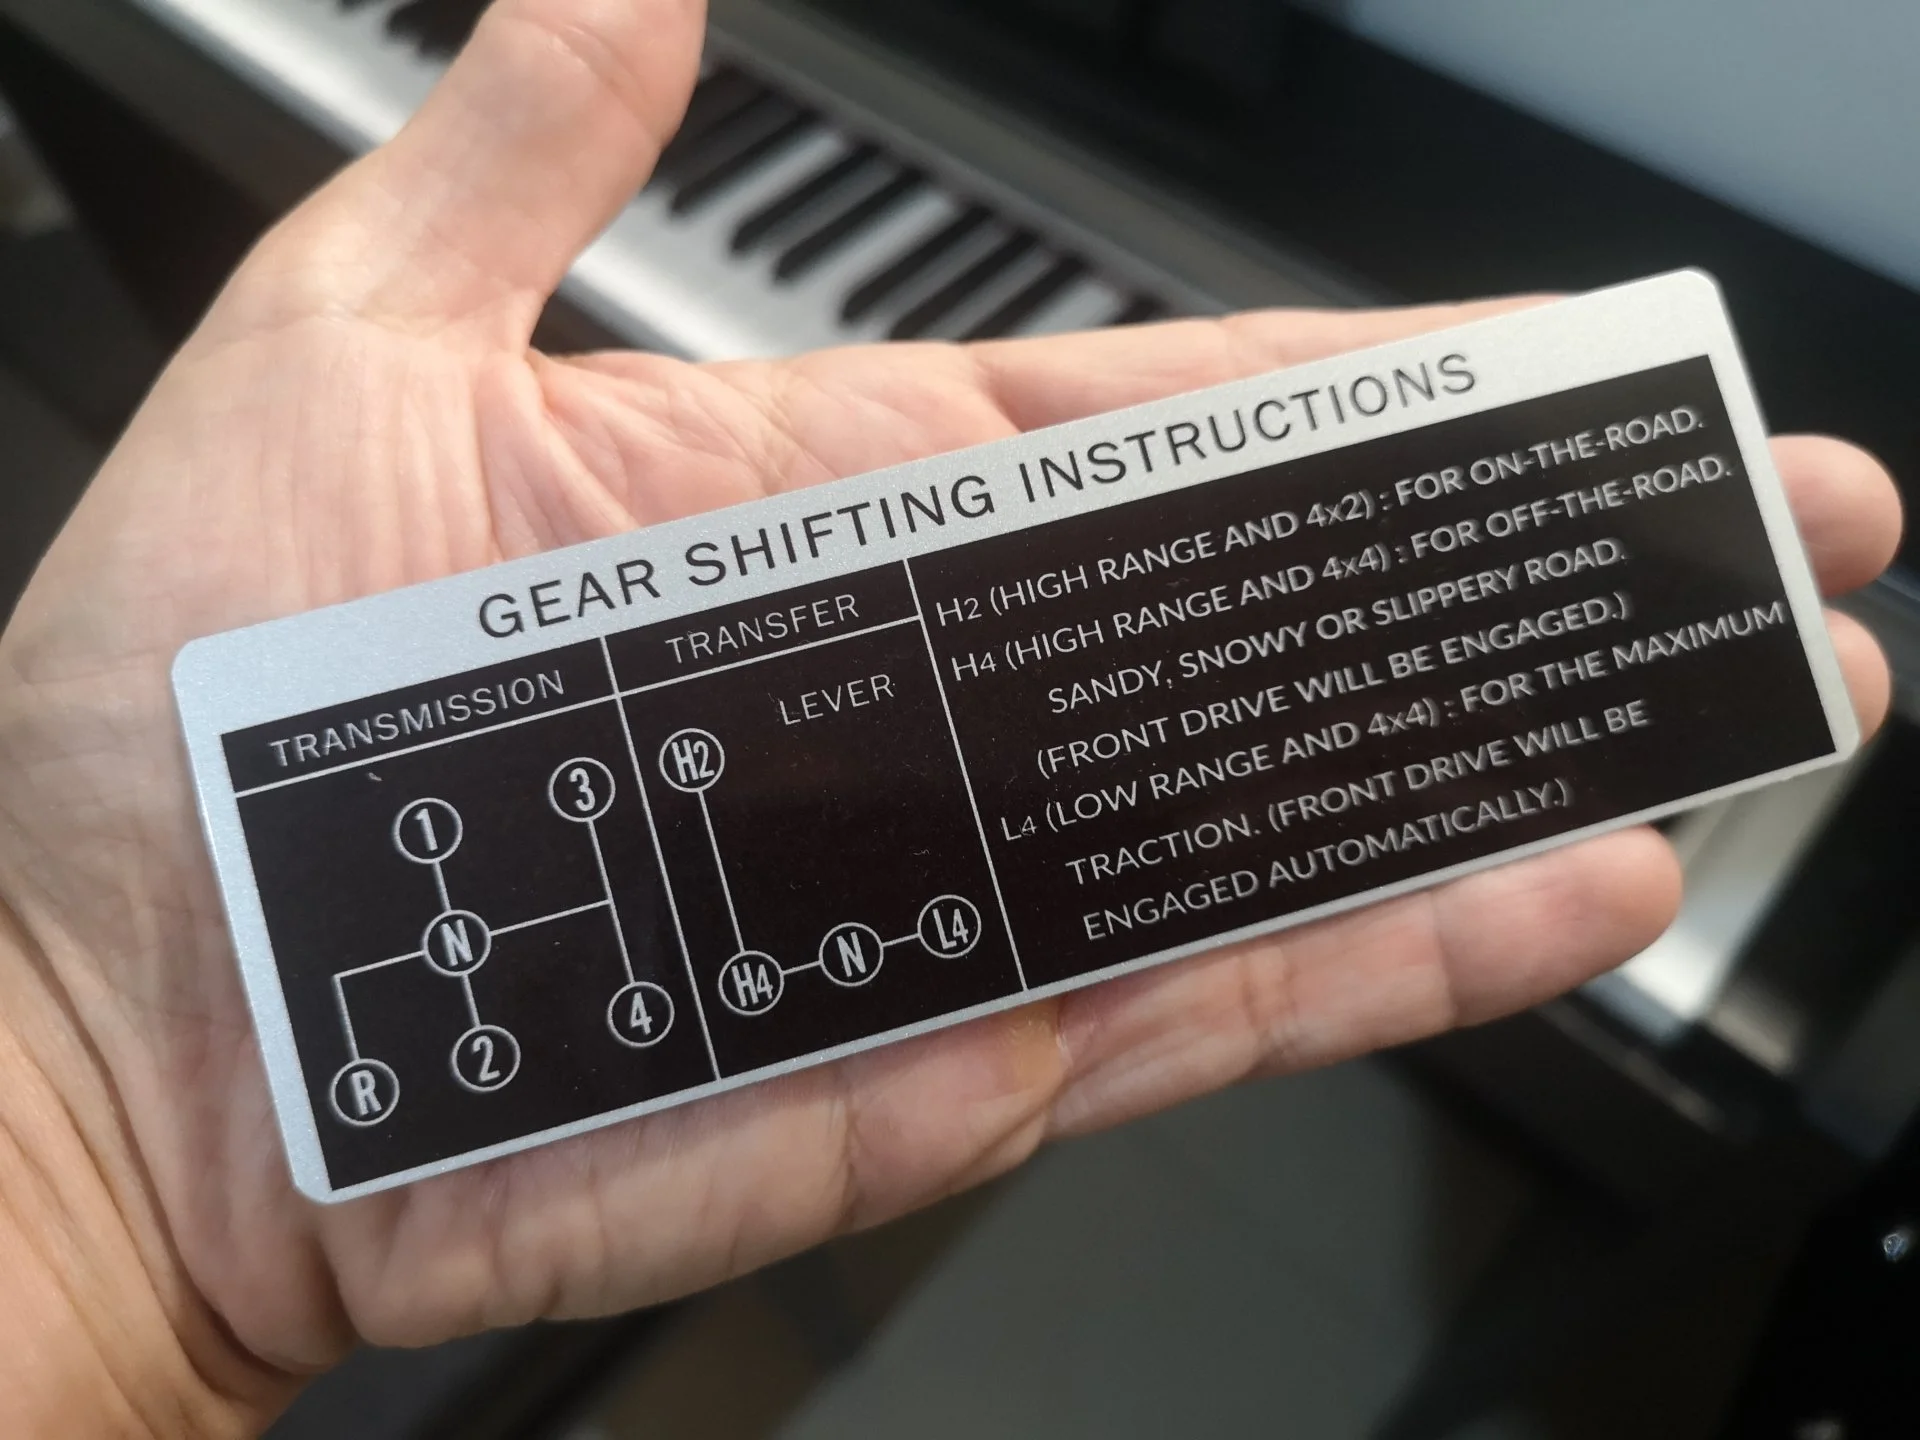 GEAR SHIFTING INSTRUCTIONS
TRANSMISSION
1 3
N
R 2 4
TRANSFER
LEVER
H2
H4 N L4
H2 (HIGH RANGE AND 4x2) : FOR ON-THE-ROAD.
H4 (HIGH RANGE AND 4x4) : FOR OFF-THE-ROAD.
SANDY, SNOWY OR SLIPPERY ROAD.
(FRONT DRIVE WILL BE ENGAGED.)
L4 (LOW RANGE AND 4x4) : FOR THE MAXIMUM
TRACTION. (FRONT DRIVE WILL BE
ENGAGED AUTOMATICALLY.)